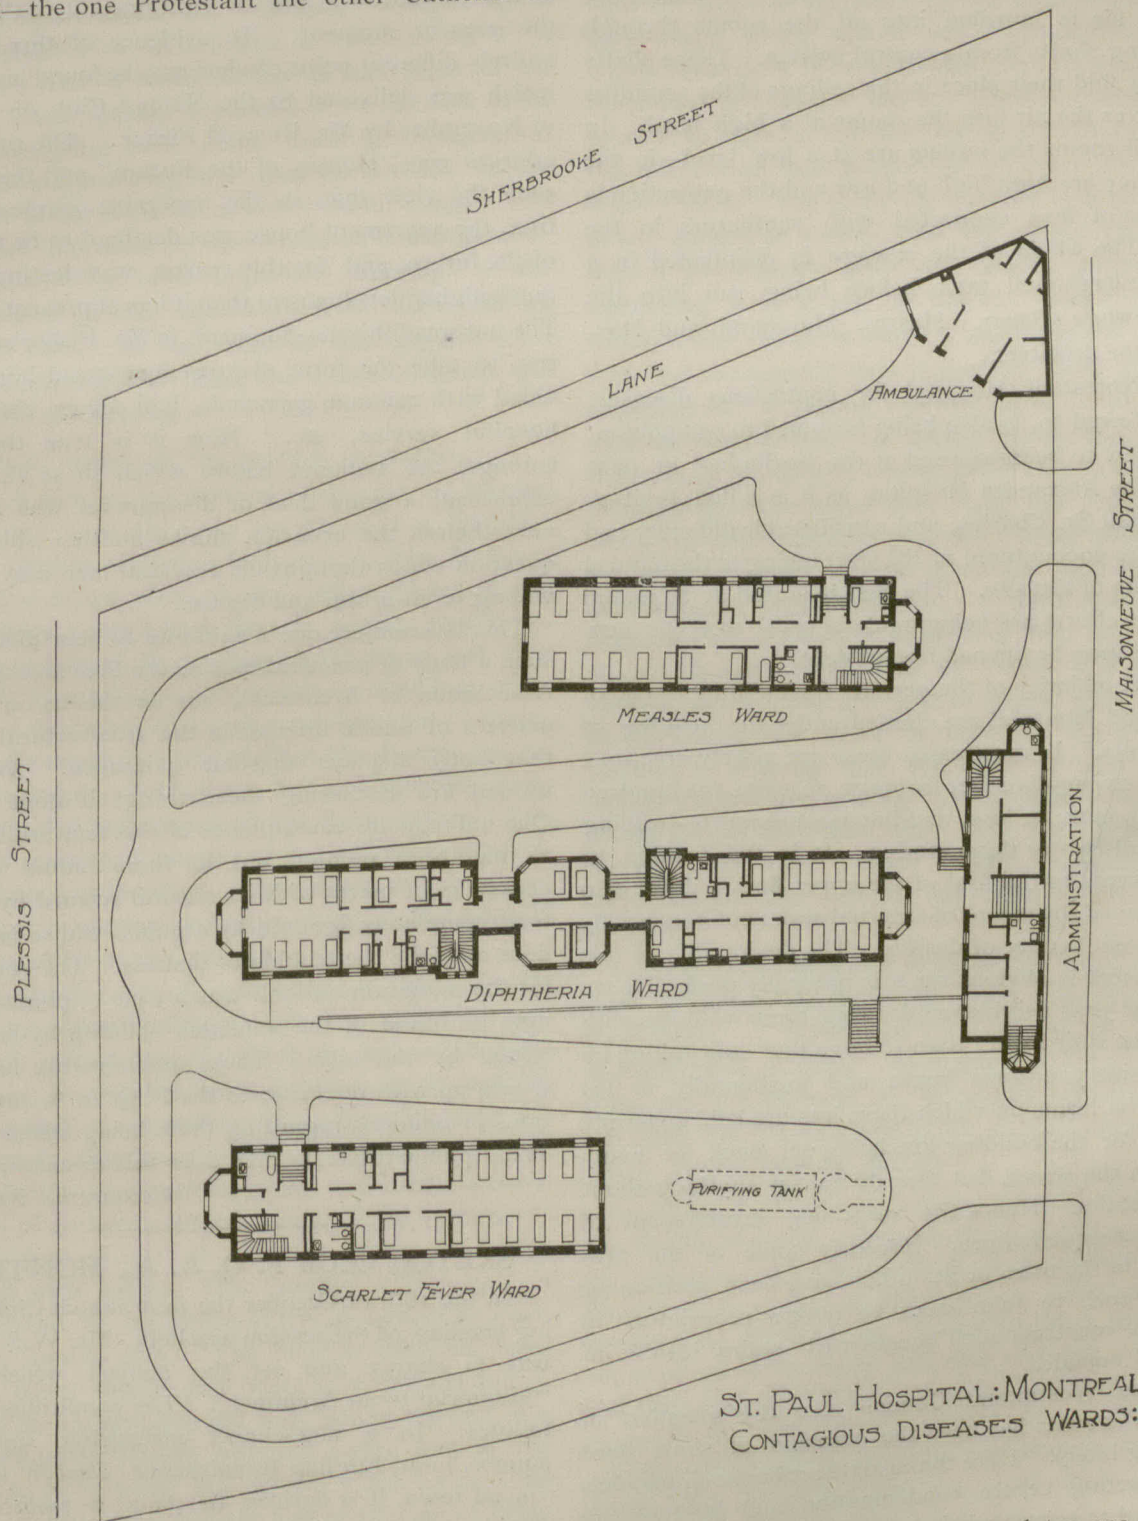 —the one Protestant the other
SHERBROOKE STREET
LANE
AMBULANCE
MAISONNEUVE STREET
MEASLES WARD
PLESSIS STREET
ADMINISTRATION
DIPHTHERIA WARD
PURIFYING TANK
SCARLET FEVER WARD
ST. PAUL HOSPITAL: MONTREAL
CONTAGIOUS DISEASES WARDS: